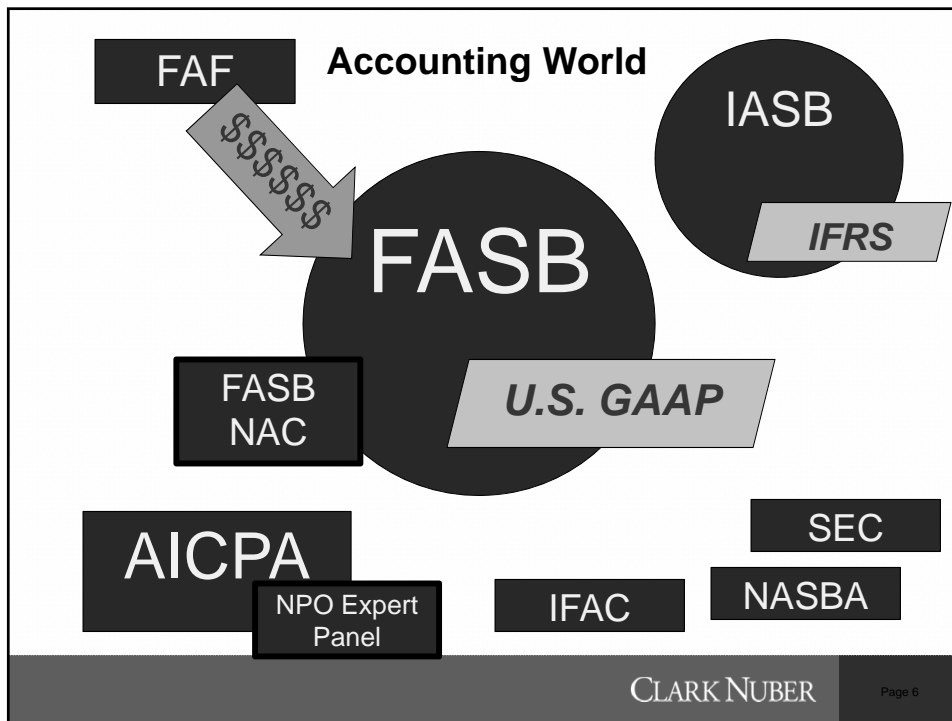 Accounting World
FAF
$$$$$$
IASB
IFRS
FASB
U.S. GAAP
FASB
NAC
AICPA
NPO Expert
Panel
IFAC
SEC
NASBA
CLARK NUBER
Page 6